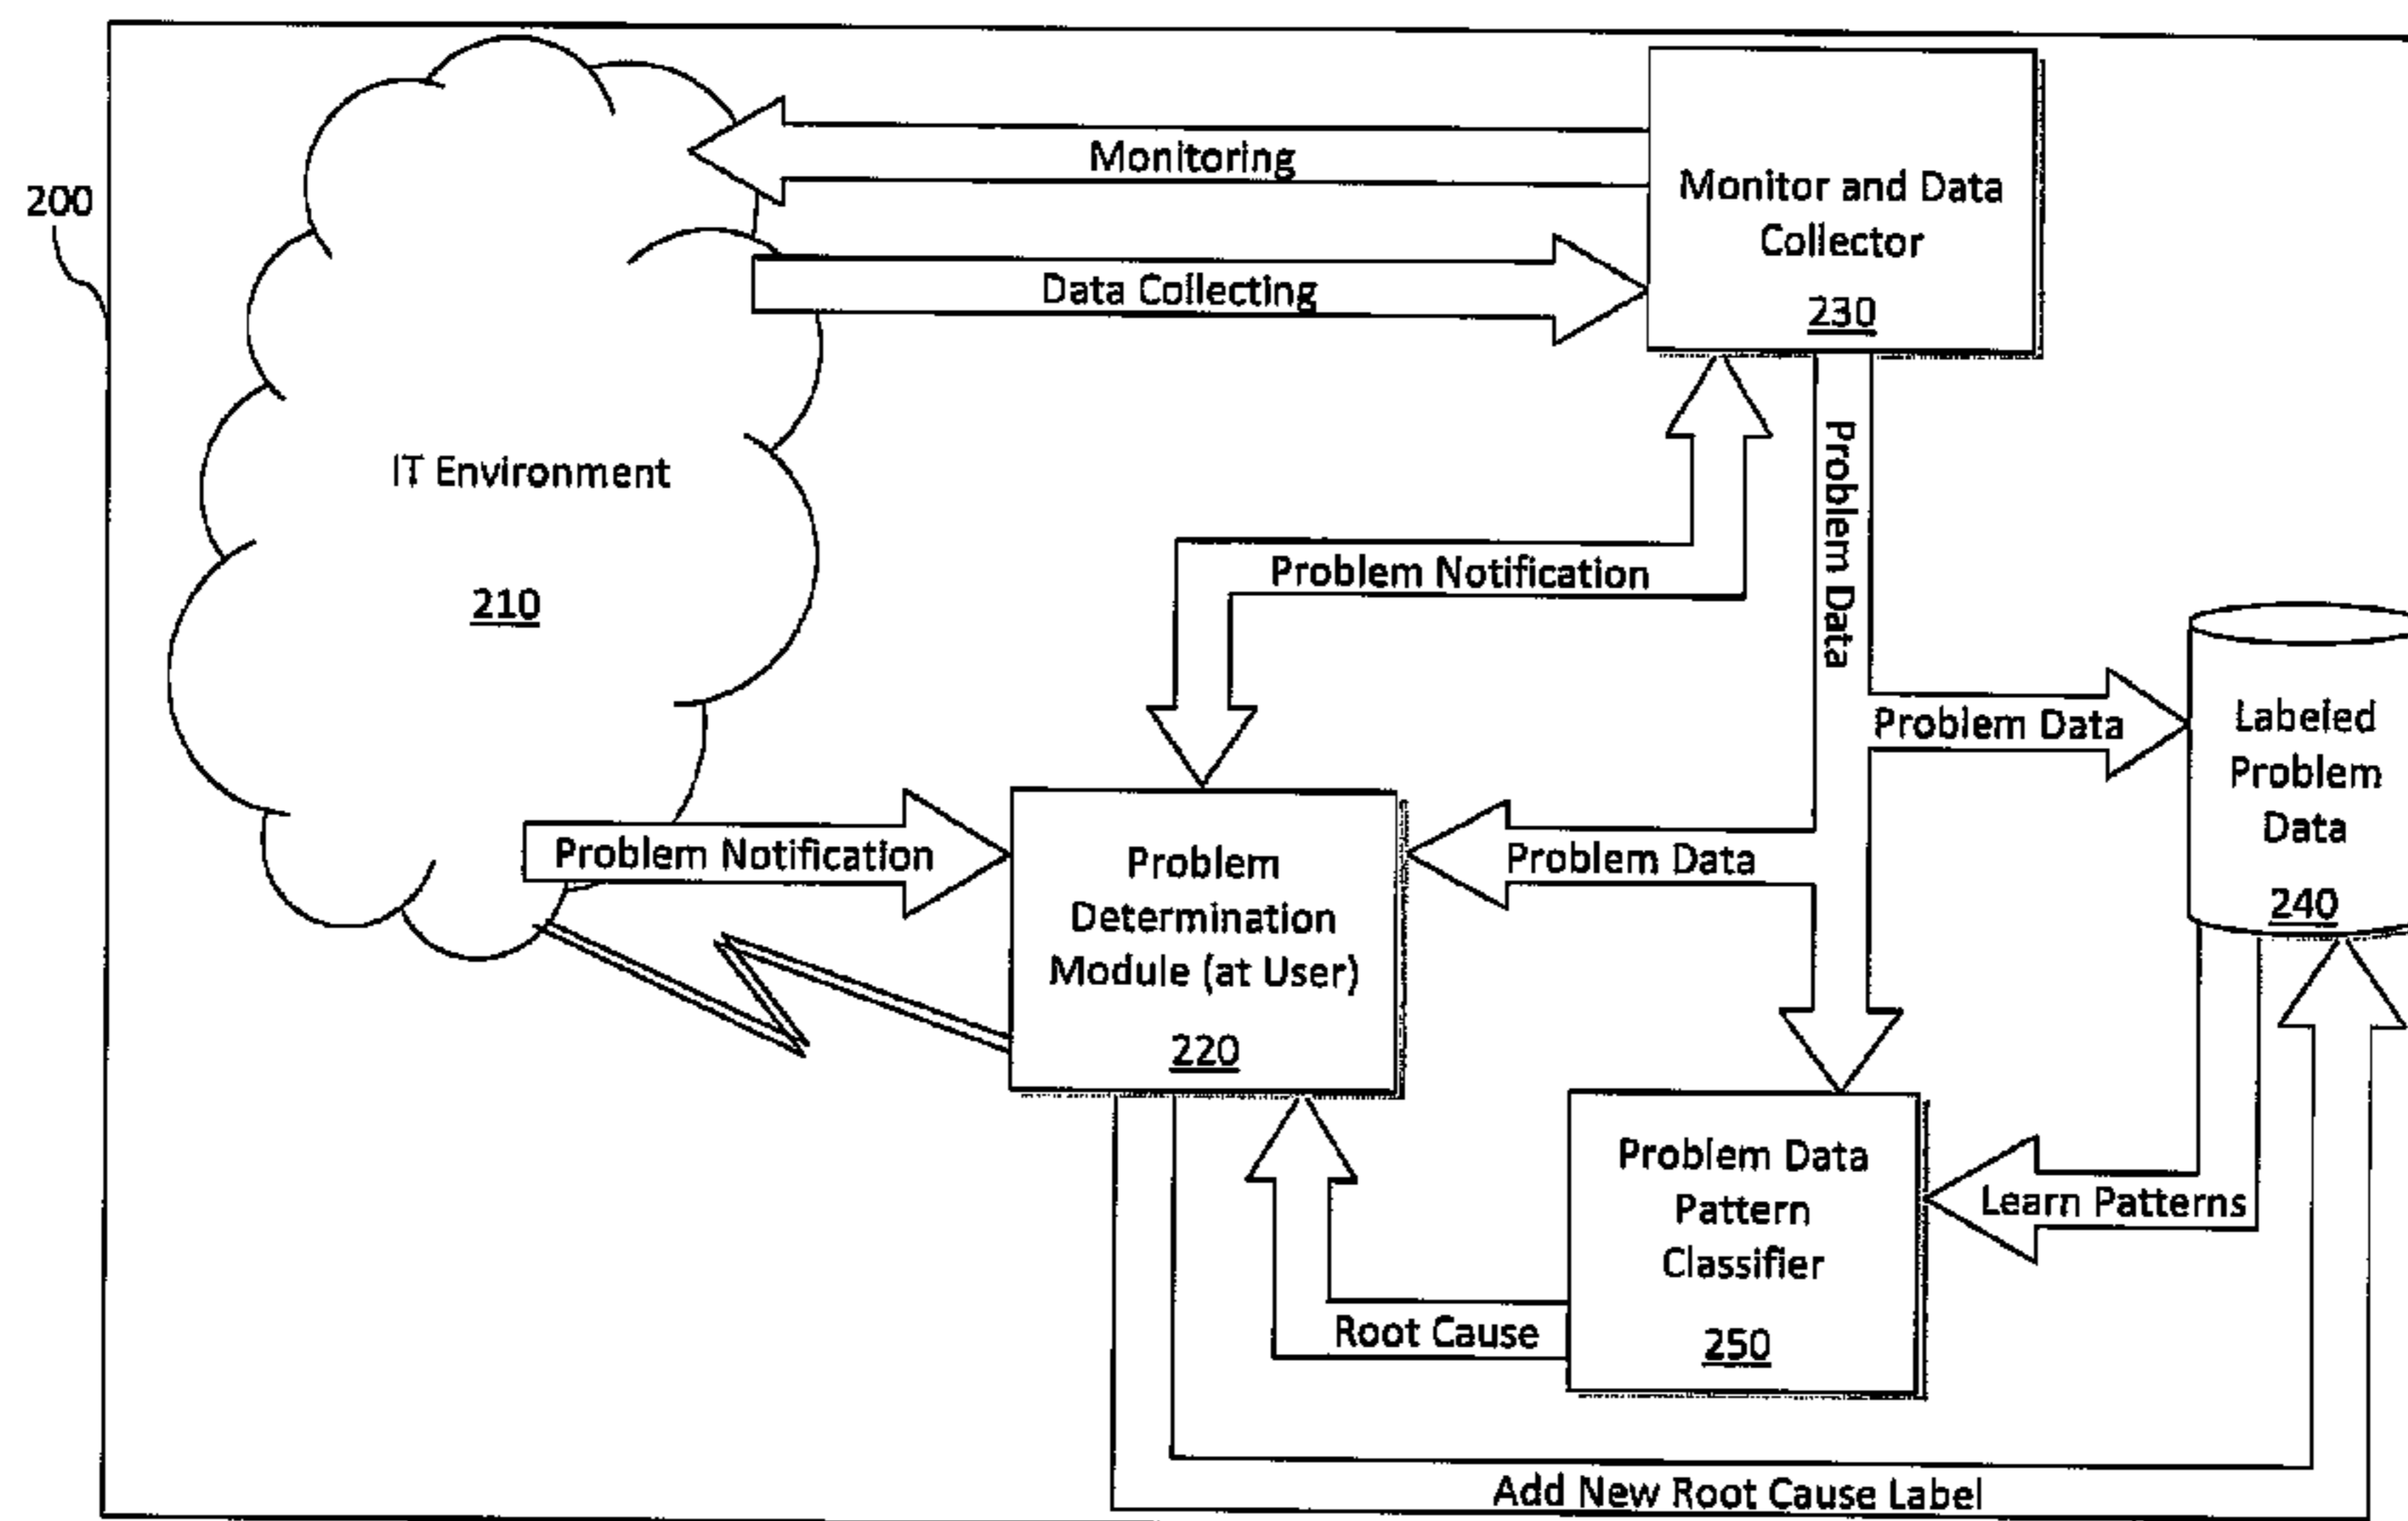 200
Monitoring
Data Collecting
Monitor and Data
Collector
230
IT Environment
210
Problem Notification
Problem Data
Problem Data
Labeled
Problem
Data
240
Problem Notification
Problem
Determination
Module (at User)
220
Problem Data
Problem Data
Pattern
Classifier
250
Learn Patterns
Root Cause
Add New Root Cause Label